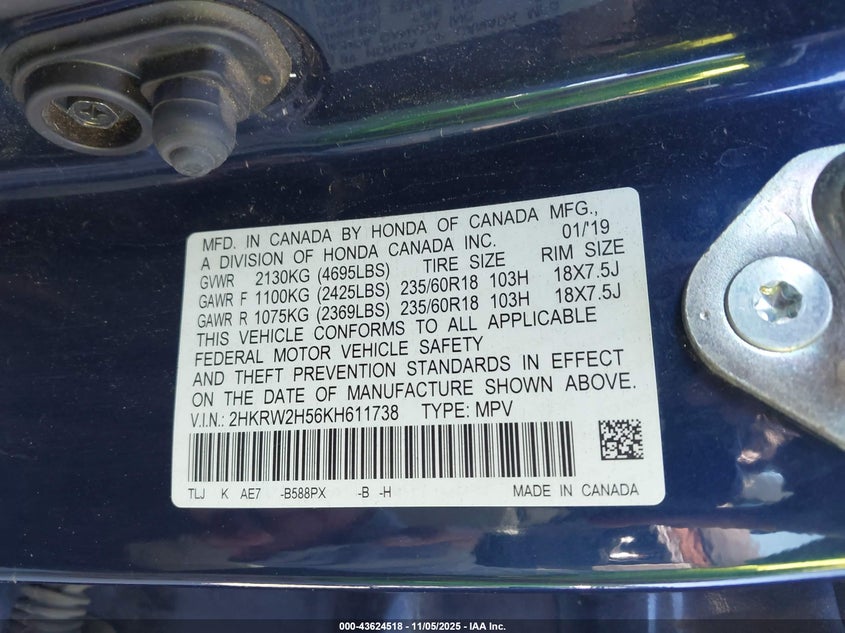 MFD. IN CANADA BY HONDA OF CANADA MFG.,
A DIVISION OF HONDA CANADA INC. 01/'19
GVWR 2130KG (4695LBS) TIRE SIZE RIM SIZE
GAWR F 1100KG (2425LBS) 235/60R18 103H 18X7.5J
GAWR R 1075KG (2369LBS) 235/60R18 103H 18X7.5J
THIS VEHICLE CONFORMS TO ALL APPLICABLE
FEDERAL MOTOR VEHICLE SAFETY
AND THEFT PREVENTION STANDARDS IN EFFECT
ON THE DATE OF MANUFACTURE SHOWN ABOVE.
V.I.N.: 2HKRW2H56KH611738 TYPE: MPV
TLJ K AE7 -B588PX -B -H MADE IN CANADA
000-43624518 - 11/05/2025 - IAA Inc.